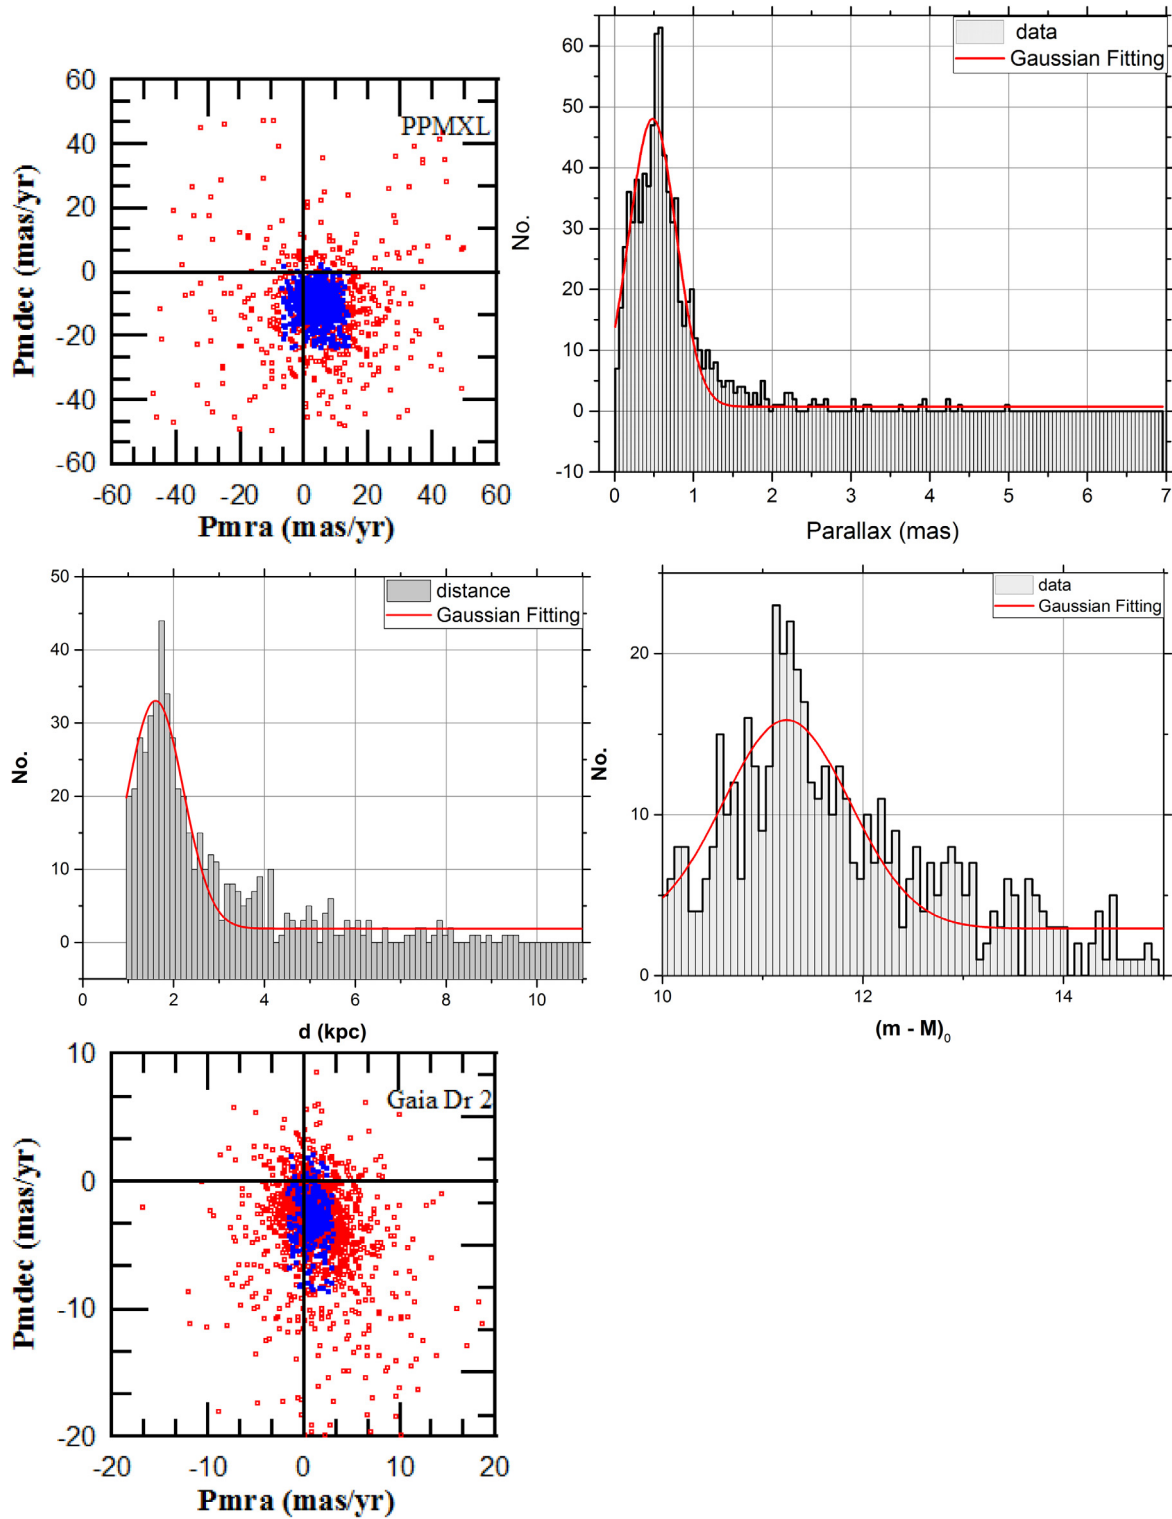 60
40
20
0
-20
-40
-60
-60 -40 -20 0 20 40 60
Pmdec (mas/yr)
Pmra (mas/yr)
PPMXL
60
50
40
30
20
10
0
-10
0 1 2 3 4 5 6 7
No.
Parallax (mas)
data
Gaussian Fitting
50
40
30
20
10
0
0 2 4 6 8 10
No.
d (kpc)
distance
Gaussian Fitting
20
10
0
10 12 14
No.
(m - M)₀
data
Gaussian Fitting
10
0
-10
-20
-20 -10 0 10 20
Pmdec (mas/yr)
Pmra (mas/yr)
Gaia Dr 2